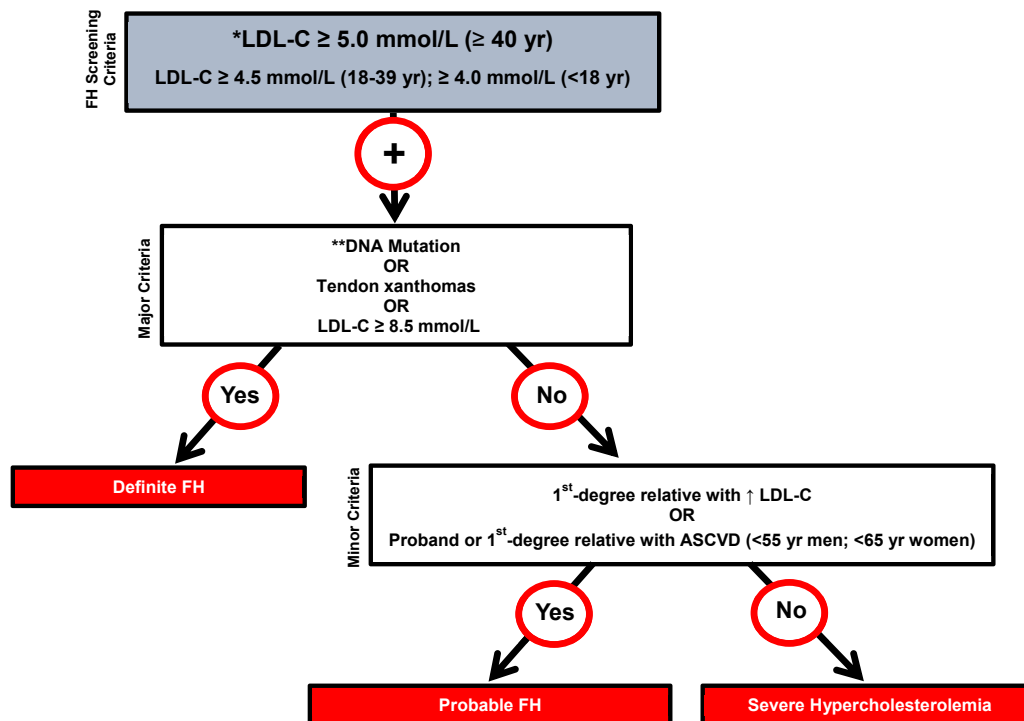 FH Screening
Criteria
*LDL-C ≥ 5.0 mmol/L (≥ 40 yr)
LDL-C ≥ 4.5 mmol/L (18-39 yr); ≥ 4.0 mmol/L (<18 yr)
+
Major Criteria
**DNA Mutation
OR
Tendon xanthomas
OR
LDL-C ≥ 8.5 mmol/L
Yes
No
Definite FH
Minor Criteria
1st-degree relative with ↑ LDL-C
OR
Proband or 1st-degree relative with ASCVD (<55 yr men; <65 yr women)
Yes
No
Probable FH
Severe Hypercholesterolemia